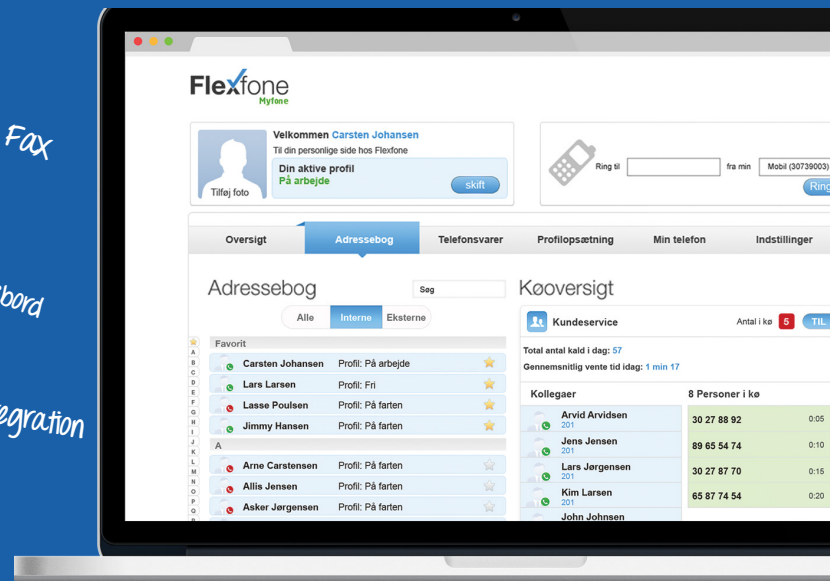 Fax
Flexfone
Myfone
Velkommen Carsten Johansen
Til din personlige side hos Flexfone
Din aktive profil
På arbejde
skift
Tilføj foto
Ring til
fra min
Mobil (30739003)
Ring
Oversigt
Adressebog
Telefonsvarer
Profilopsætning
Min telefon
Indstillinger
Adressebog
Søg
Alle
Interne
Eksterne
Favorit
Carsten Johansen Profil: På arbejde
Lars Larsen Profil: Fri
Lasse Poulsen Profil: På farten
Jimmy Hansen Profil: På farten
A
Arne Carstensen Profil: På farten
Allis Jensen Profil: På farten
Asker Jørgensen Profil: På farten
A
B
C
D
E
F
G
H
I
J
K
L
M
N
O
P
Q
Køoversigt
Kundeservice
Antal i kø 5
TIL
Total antal kald i dag: 57
Gennemsnitlig vente tid idag: 1 min 17
Kollegaer
8 Personer i kø
Arvid Arvidsen
201
Jens Jensen
201
Lars Jørgensen
201
Kim Larsen
201
John Johnsen
30 27 88 92 0:05
89 65 54 74 0:10
30 27 87 70 0:15
65 87 74 54 0:20